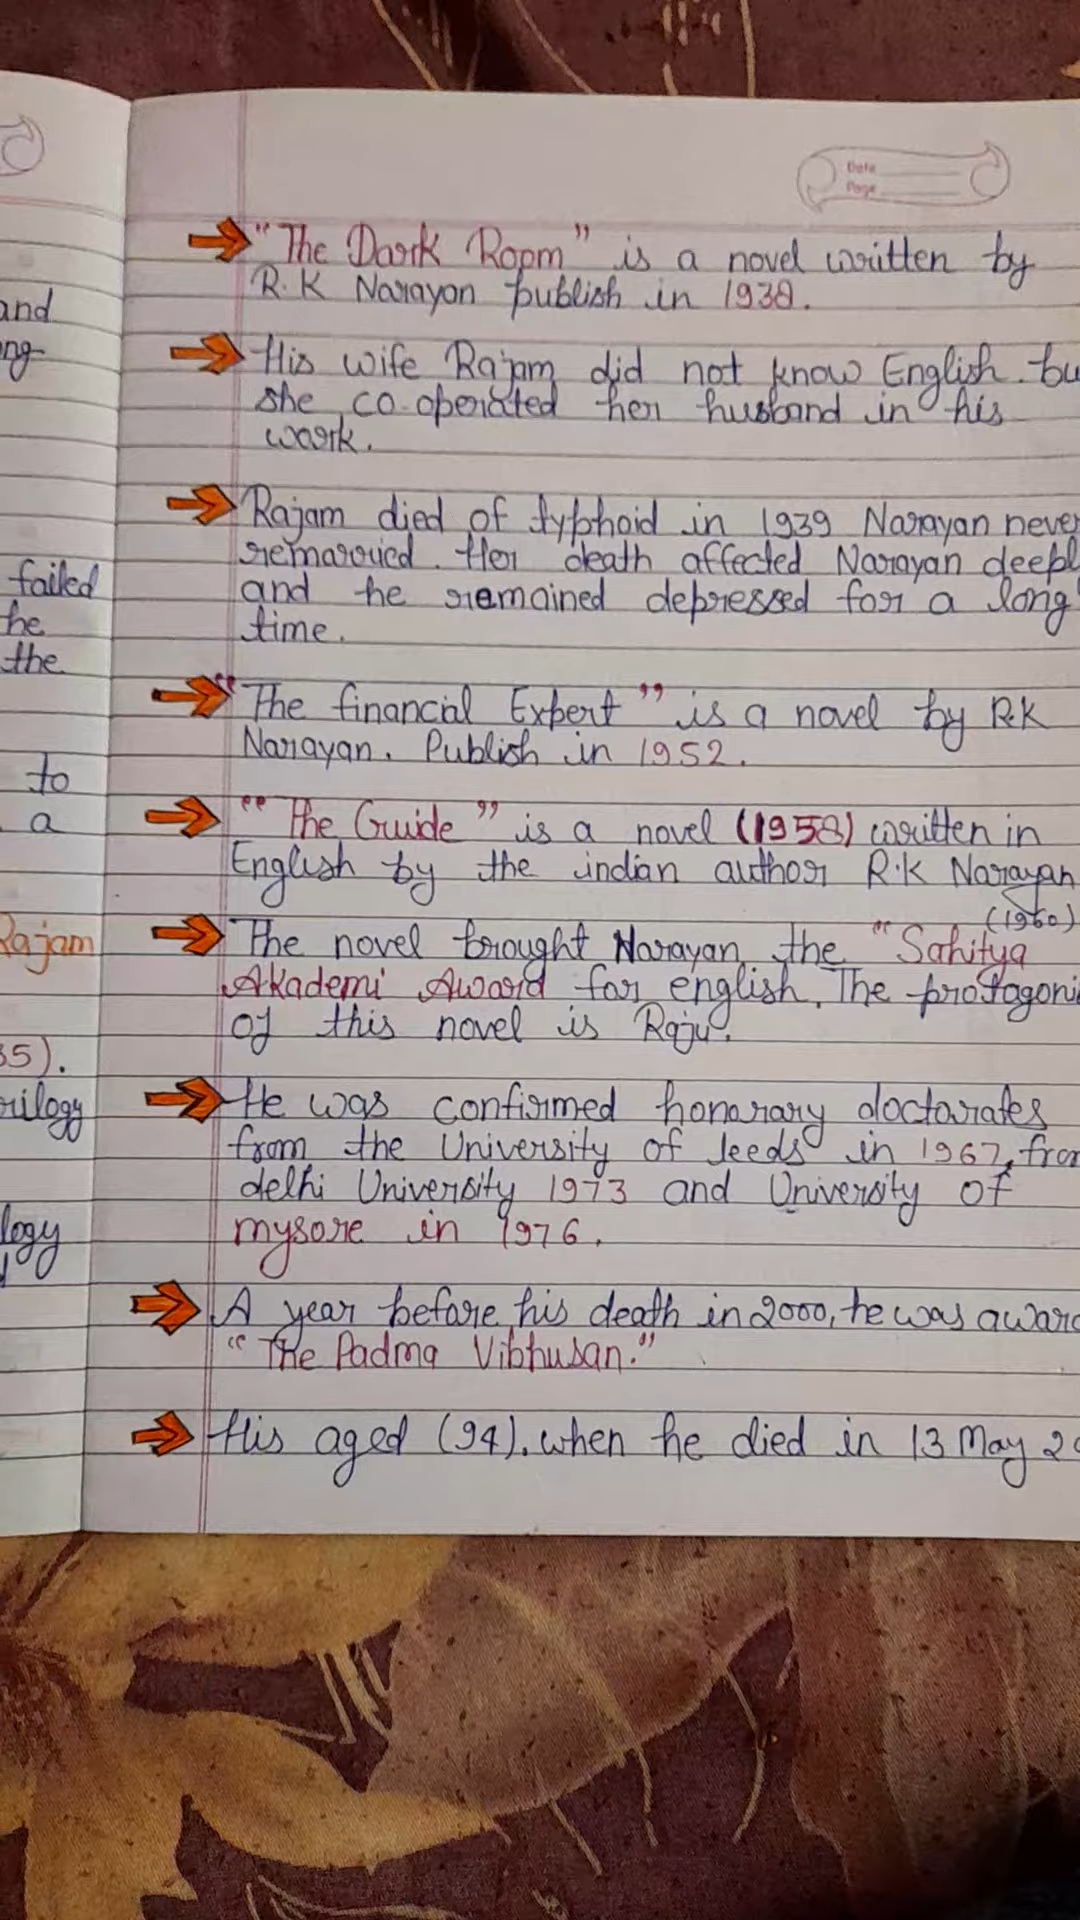 and
ng
failed
he
the
to
a
Rajam
35).
rilogy
logy
Date
Page
"The Dark Room" is a novel written by
R.K Narayan publish in 1938.
His wife Rajam did not know English. bu
she co-operated her husband in his
work.
Rajam died of typhoid in 1939 Narayan never
remarried. Her death affected Narayan deepl
and he remained depressed for a long
time.
"The financial Expert" is a novel by R.K
Narayan. Publish in 1952.
"The Guide" is a novel (1958) written in
English by the indian author R.K Narayan
(1960)
The novel brought Narayan the "Sahitya
Akademi Award for english. The protagoni
of this novel is Raju.
He was confirmed honorary doctorates
from the University of leeds in 1967, from
delhi University 1973 and University of
mysore in 1976.
A year before his death in 2000, he was award
"The Padma Vibhusan."
His aged (94). when he died in 13 May 20